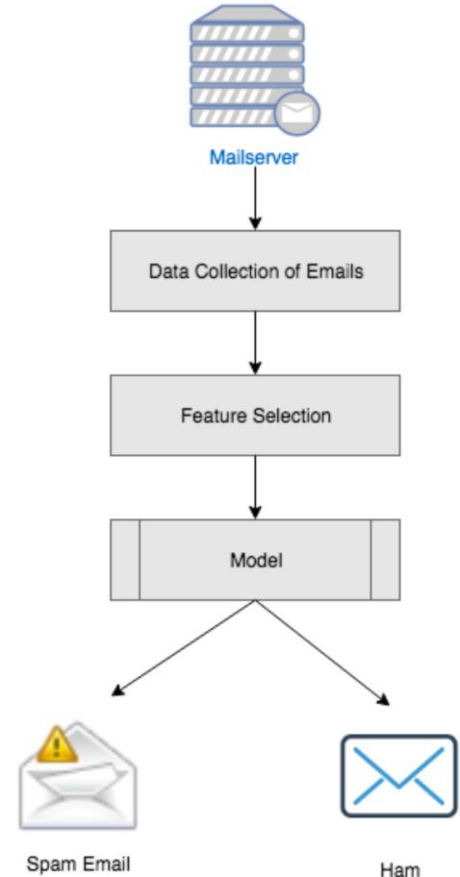 Mailserver
Data Collection of Emails
Feature Selection
Model
Spam Email
Ham